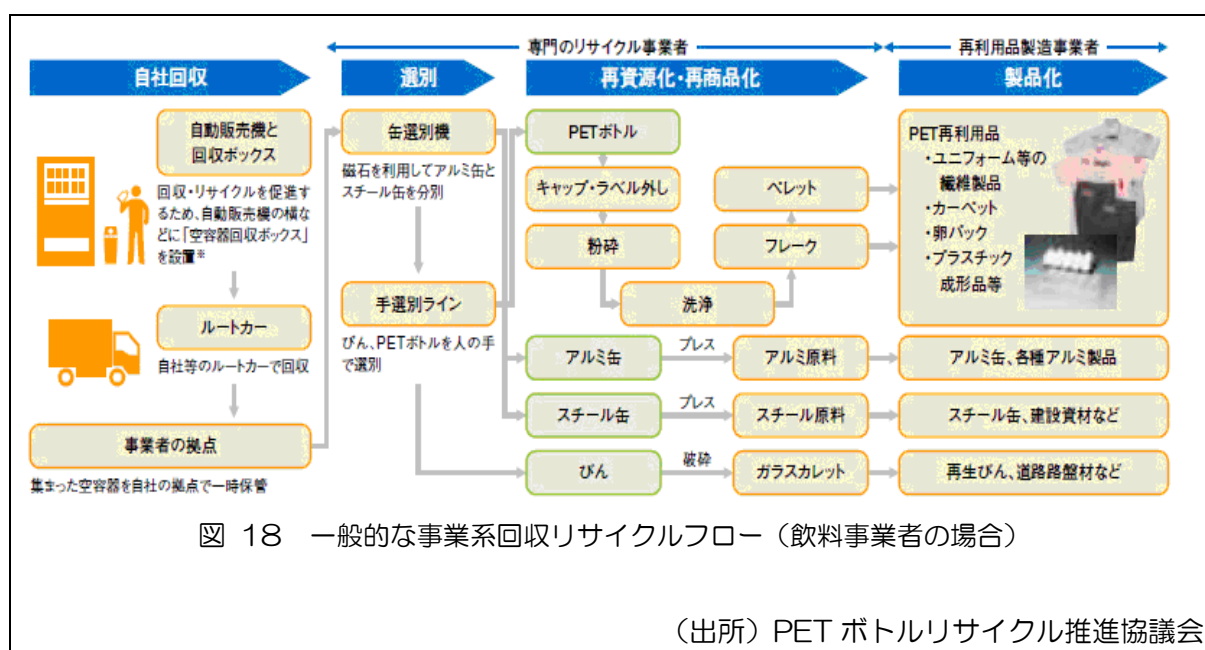 専門のリサイクル事業者
再利用品製造事業者
自社回収
選別
再資源化・再商品化
製品化
自動販売機と
回収ボックス
回収・リサイクルを促進す
るため、自動販売機の横な
どに「空容器回収ボックス」
を設置※
ルートカー
自社等のルートカーで回収
事業者の拠点
集まった空容器を自社の拠点で一時保管
缶選別機
磁石を利用してアルミ缶と
スチール缶を分別
手選別ライン
びん、PETボトルを人の手
で選別
PETボトル
キャップ・ラベル外し
粉砕
洗浄
フレーク
ペレット
アルミ缶
プレス
アルミ原料
スチール缶
プレス
スチール原料
びん
破砕
ガラスカレット
PET再利用品
・ユニフォーム等の
繊維製品
・カーペット
・卵パック
・プラスチック
成形品等
アルミ缶、各種アルミ製品
スチール缶、建設資材など
再生びん、道路路盤材など
図 18 一般的な事業系回収リサイクルフロー（飲料事業者の場合）
（出所）PET ボトルリサイクル推進協議会